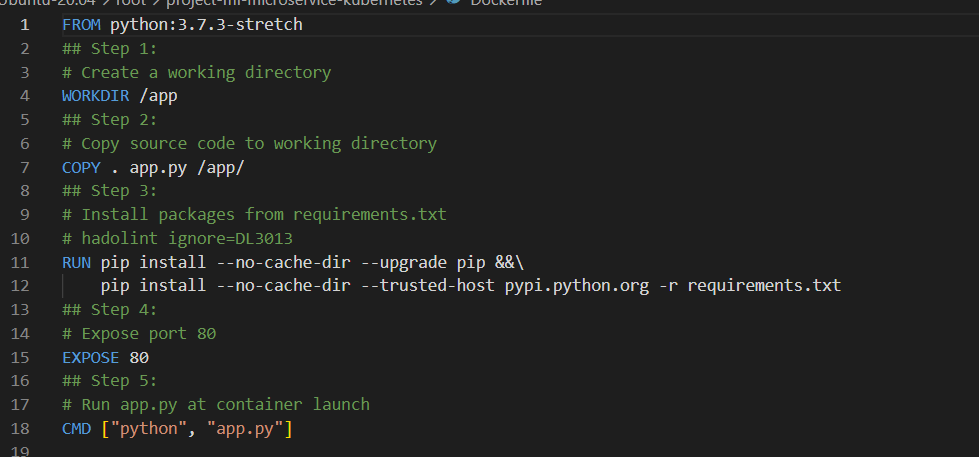 Ubuntu-20.04 > root > project-ml-microservice-kubernetes > Dockerfile
1 FROM python:3.7.3-stretch
2 ## Step 1:
3 # Create a working directory
4 WORKDIR /app
5 ## Step 2:
6 # Copy source code to working directory
7 COPY . app.py /app/
8 ## Step 3:
9 # Install packages from requirements.txt
10 # hadolint ignore=DL3013
11 RUN pip install --no-cache-dir --upgrade pip &&\
12 pip install --no-cache-dir --trusted-host pypi.python.org -r requirements.txt
13 ## Step 4:
14 # Expose port 80
15 EXPOSE 80
16 ## Step 5:
17 # Run app.py at container launch
18 CMD ["python", "app.py"]
19